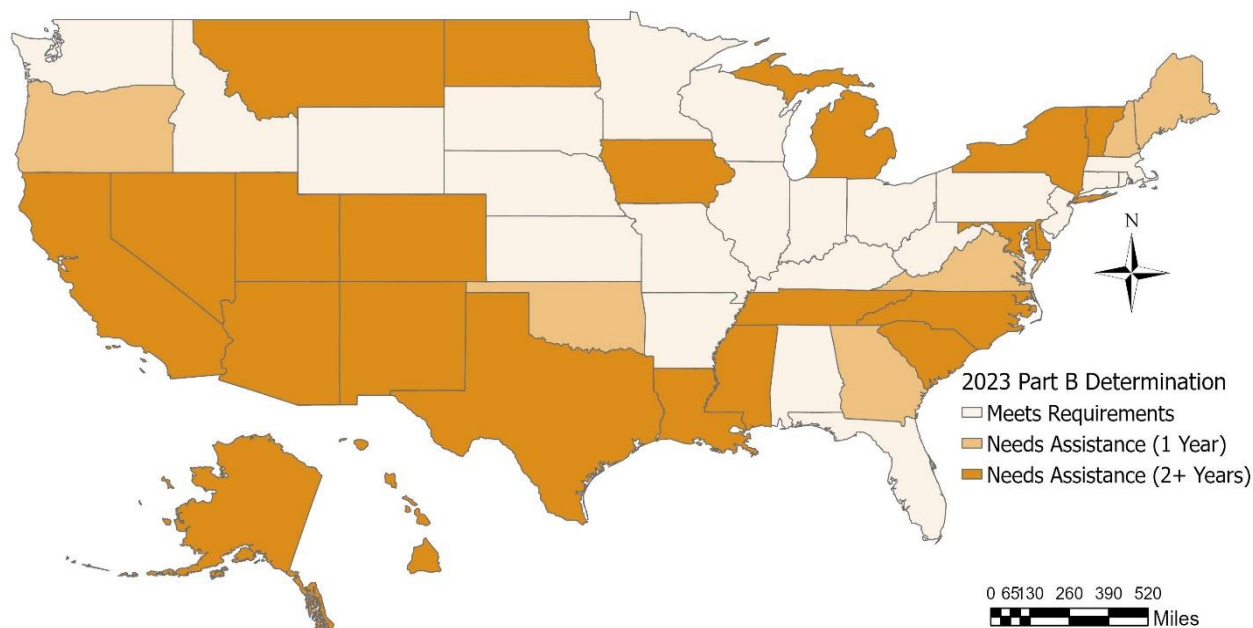 N
2023 Part B Determination
Meets Requirements
Needs Assistance (1 Year)
Needs Assistance (2+ Years)
0 65130 260 390 520
Miles